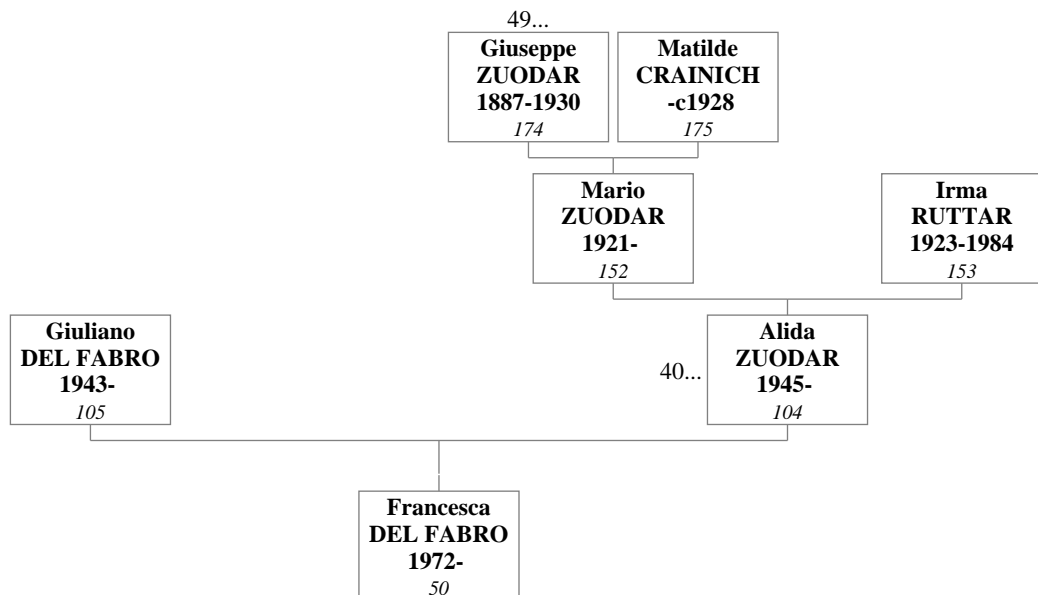 49...
Giuseppe
ZUODAR
1887-1930
174
Matilde
CRAINICH
-c1928
175
Mario
ZUODAR
1921-
152
Irma
RUTTAR
1923-1984
153
Giuliano
DEL FABRO
1943-
105
40...
Alida
ZUODAR
1945-
104
Francesca
DEL FABRO
1972-
50